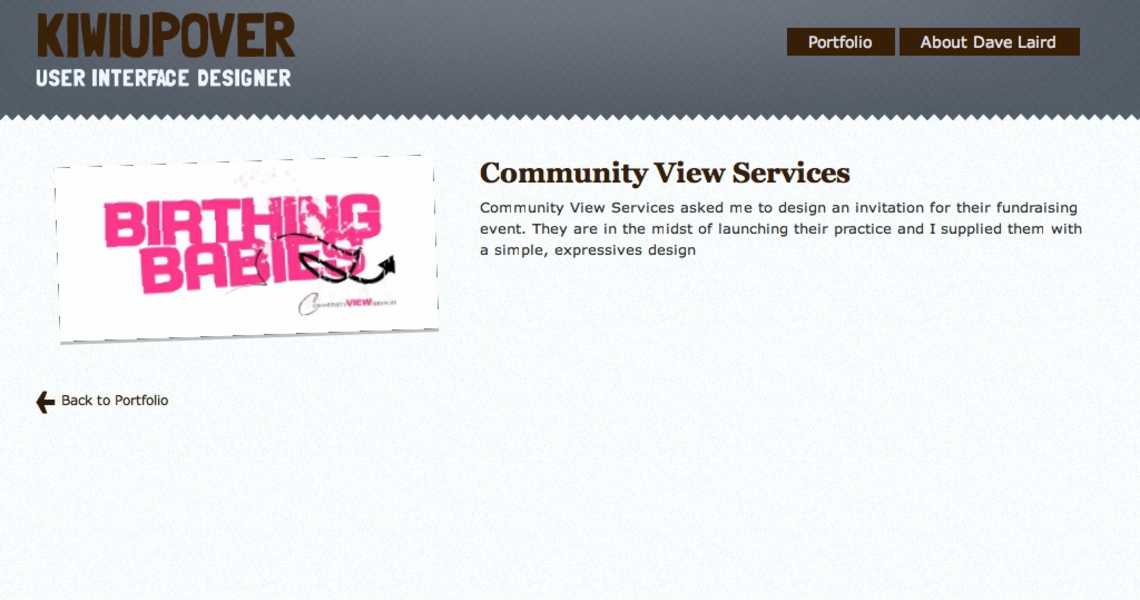 KIWIUPOVER
USER INTERFACE DESIGNER
Portfolio
About Dave Laird
BIRTHING
BABIES
COMMUNITY VIEW SERVICES
Community View Services
Community View Services asked me to design an invitation for their fundraising
event. They are in the midst of launching their practice and I supplied them with
a simple, expressives design
Back to Portfolio